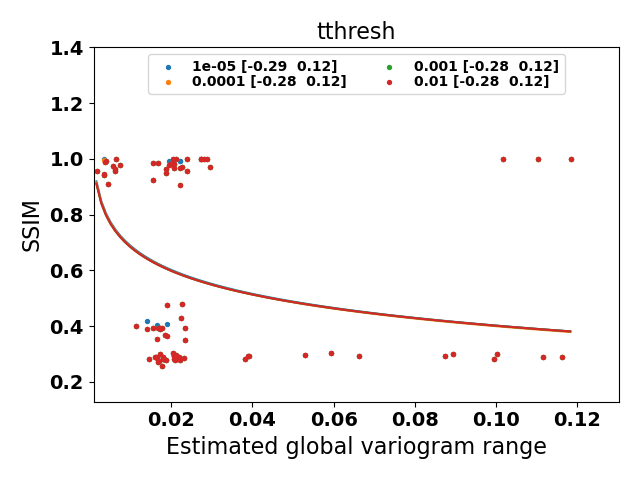 tthresh
1e-05 [-0.29  0.12]
0.0001 [-0.28  0.12]
0.001 [-0.28  0.12]
0.01 [-0.28  0.12]
1.4
1.2
1.0
0.8
0.6
0.4
0.2
SSIM
0.02 0.04 0.06 0.08 0.10 0.12
Estimated global variogram range